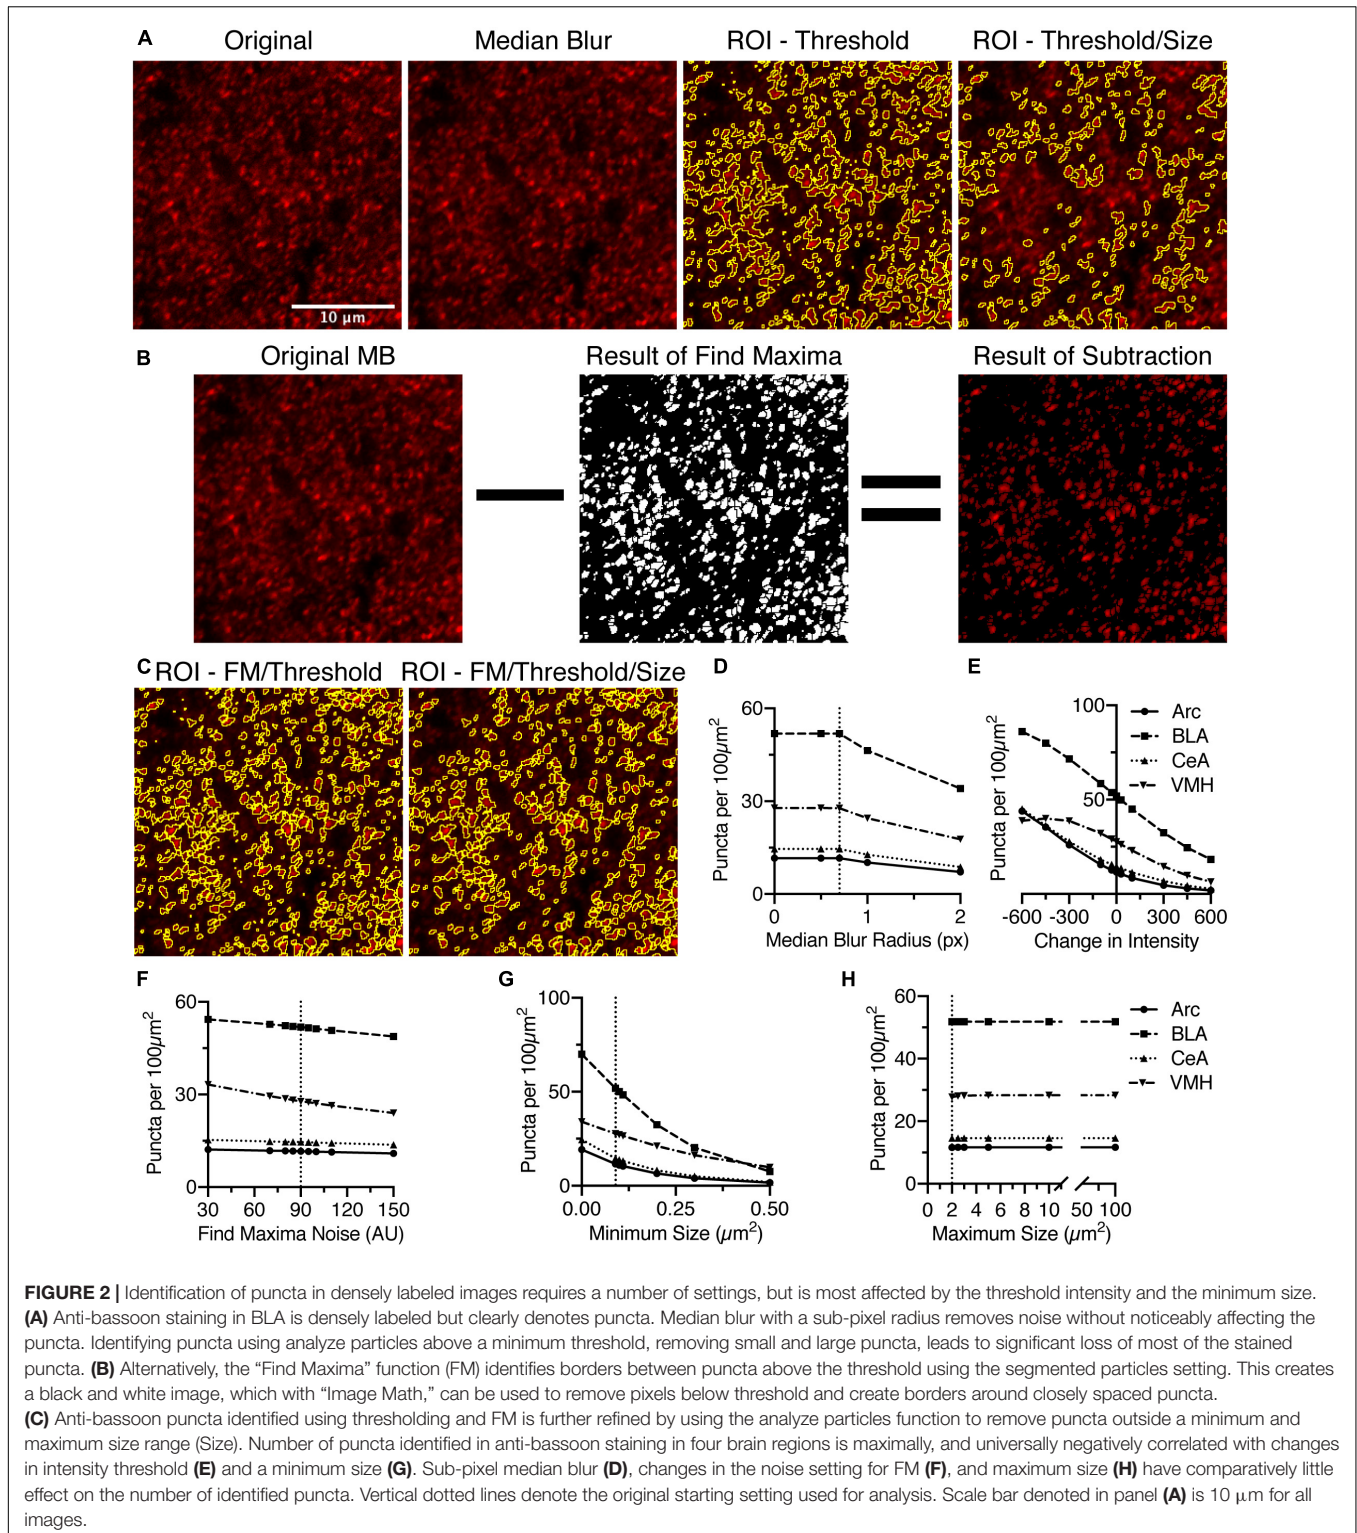 A
Original
Median Blur
ROI - Threshold
ROI - Threshold/Size
10 µm
B
Original MB
Result of Find Maxima
Result of Subtraction
C
ROI - FM/Threshold
ROI - FM/Threshold/Size
D
Puncta per 100µm²
60
30
0
0
1
2
Median Blur Radius (px)
E
Puncta per 100µm²
100
50
-600
-300
0
300
600
Change in Intensity
Arc
BLA
CeA
VMH
F
Puncta per 100µm²
60
30
0
30
60
90
120
150
Find Maxima Noise (AU)
G
Puncta per 100µm²
100
50
0
0.00
0.25
0.50
Minimum Size (µm²)
H
Puncta per 100µm²
60
40
20
0
0
2
4
6
8
10
50
100
Maximum Size (µm²)
Arc
BLA
CeA
VMH
FIGURE 2 | Identification of puncta in densely labeled images requires a number of settings, but is most affected by the threshold intensity and the minimum size.
(A) Anti-bassoon staining in BLA is densely labeled but clearly denotes puncta. Median blur with a sub-pixel radius removes noise without noticeably affecting the
puncta. Identifying puncta using analyze particles above a minimum threshold, removing small and large puncta, leads to significant loss of most of the stained
puncta. (B) Alternatively, the “Find Maxima” function (FM) identifies borders between puncta above the threshold using the segmented particles setting. This creates
a black and white image, which with “Image Math,” can be used to remove pixels below threshold and create borders around closely spaced puncta.
(C) Anti-bassoon puncta identified using thresholding and FM is further refined by using the analyze particles function to remove puncta outside a minimum and
maximum size range (Size). Number of puncta identified in anti-bassoon staining in four brain regions is maximally, and universally negatively correlated with changes
in intensity threshold (E) and a minimum size (G). Sub-pixel median blur (D), changes in the noise setting for FM (F), and maximum size (H) have comparatively little
effect on the number of identified puncta. Vertical dotted lines denote the original starting setting used for analysis. Scale bar denoted in panel (A) is 10 µm for all
images.